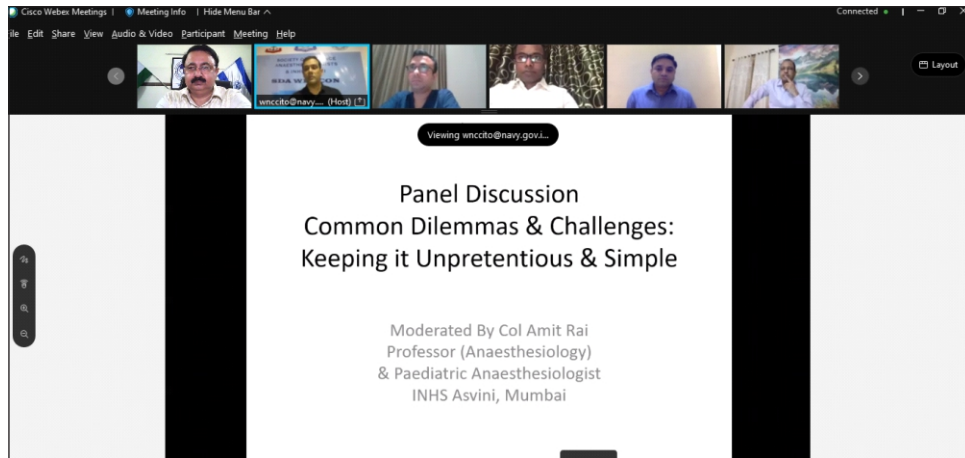 Cisco Webex Meetings
Meeting Info
Hide Menu Bar
Connected
ile Edit Share View Audio & Video Participant Meeting Help
wnccito@navy.... (Host)
Layout
Viewing wnccito@navy.gov.i...
Panel Discussion
Common Dilemmas & Challenges:
Keeping it Unpretentious & Simple
Moderated By Col Amit Rai
Professor (Anaesthesiology)
& Paediatric Anaesthesiologist
INHS Asvini, Mumbai